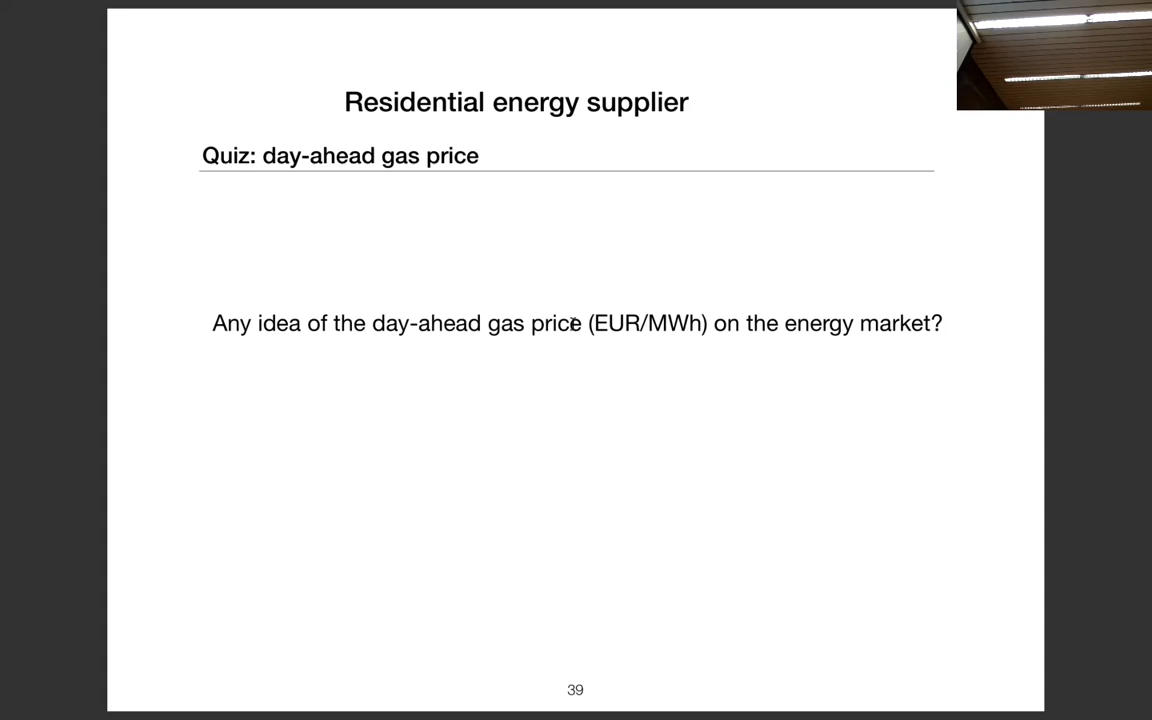 Residential energy supplier
Quiz: day-ahead gas price
Any idea of the day-ahead gas price (EUR/MWh) on the energy market?
39